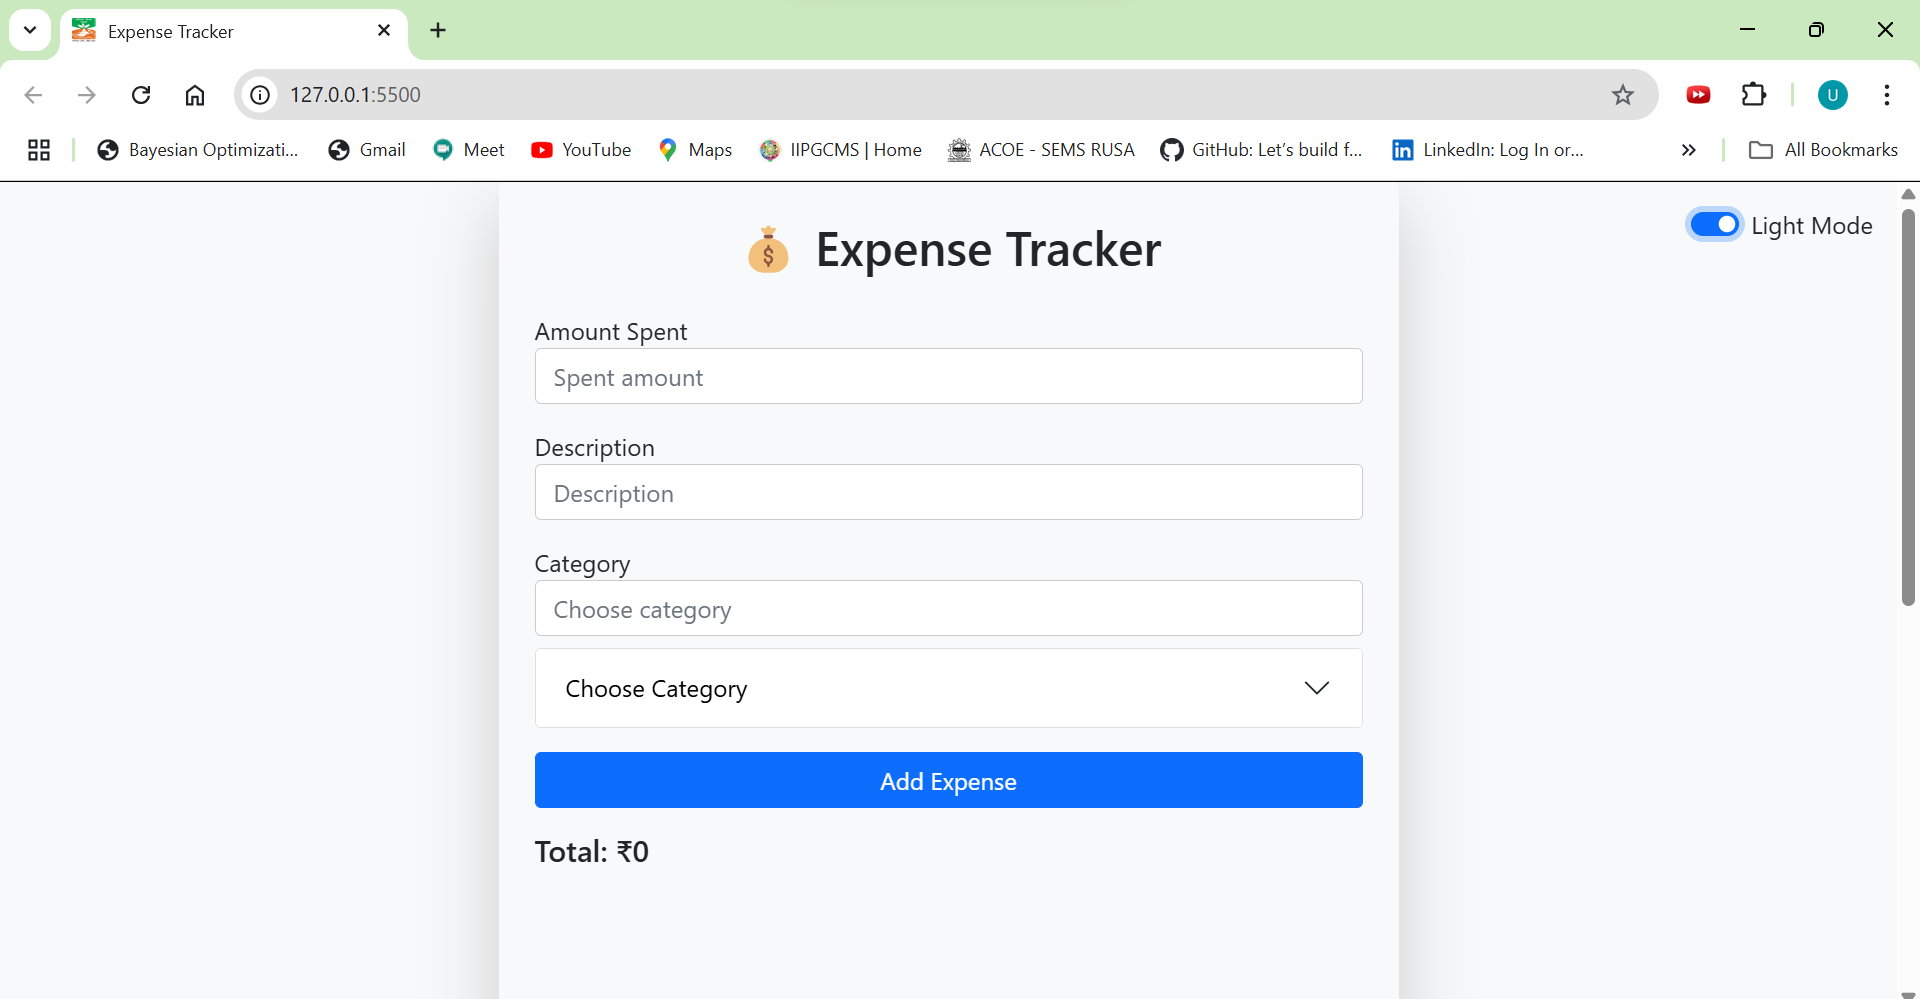 Expense Tracker
127.0.0.1:5500
U
Bayesian Optimizati...
Gmail
Meet
YouTube
Maps
IIPGCMS | Home
ACOE - SEMS RUSA
GitHub: Let's build f...
LinkedIn: Log In or...
All Bookmarks
Light Mode
Expense Tracker
Amount Spent
Spent amount
Description
Description
Category
Choose category
Choose Category
Add Expense
Total: ₹0